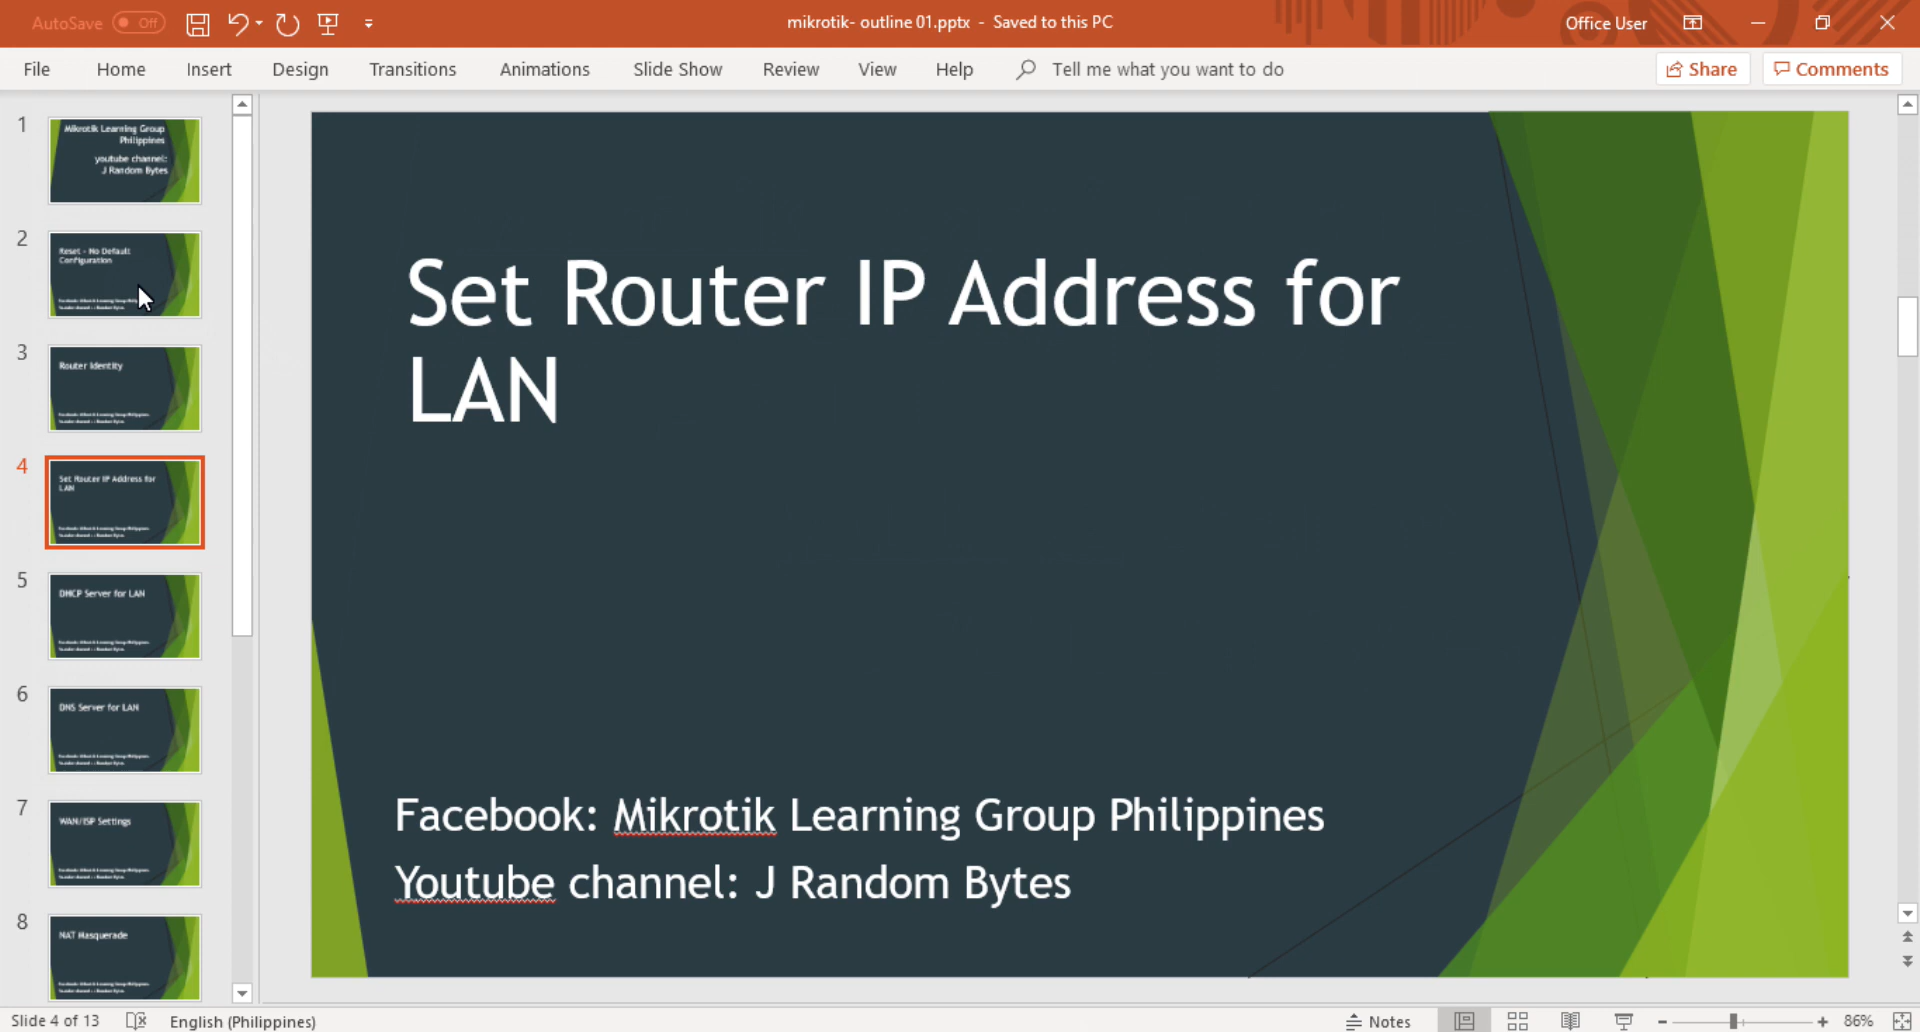 AutoSave Off
mikrotik- outline 01.pptx - Saved to this PC
Office User
File Home Insert Design Transitions Animations Slide Show Review View Help Tell me what you want to do Share Comments
1
Mikrotik Learning Group
Philippines
youtube channel:
J Random Bytes
2
Reset - No Default
Configuration
3
Router Identity
4
Set Router IP Address for
LAN
5
DHCP Server for LAN
6
DNS Server for LAN
7
WAN/ISP Settings
8
NAT Masquerade
Set Router IP Address for
LAN
Facebook: Mikrotik Learning Group Philippines
Youtube channel: J Random Bytes
Slide 4 of 13 English (Philippines) Notes 86%